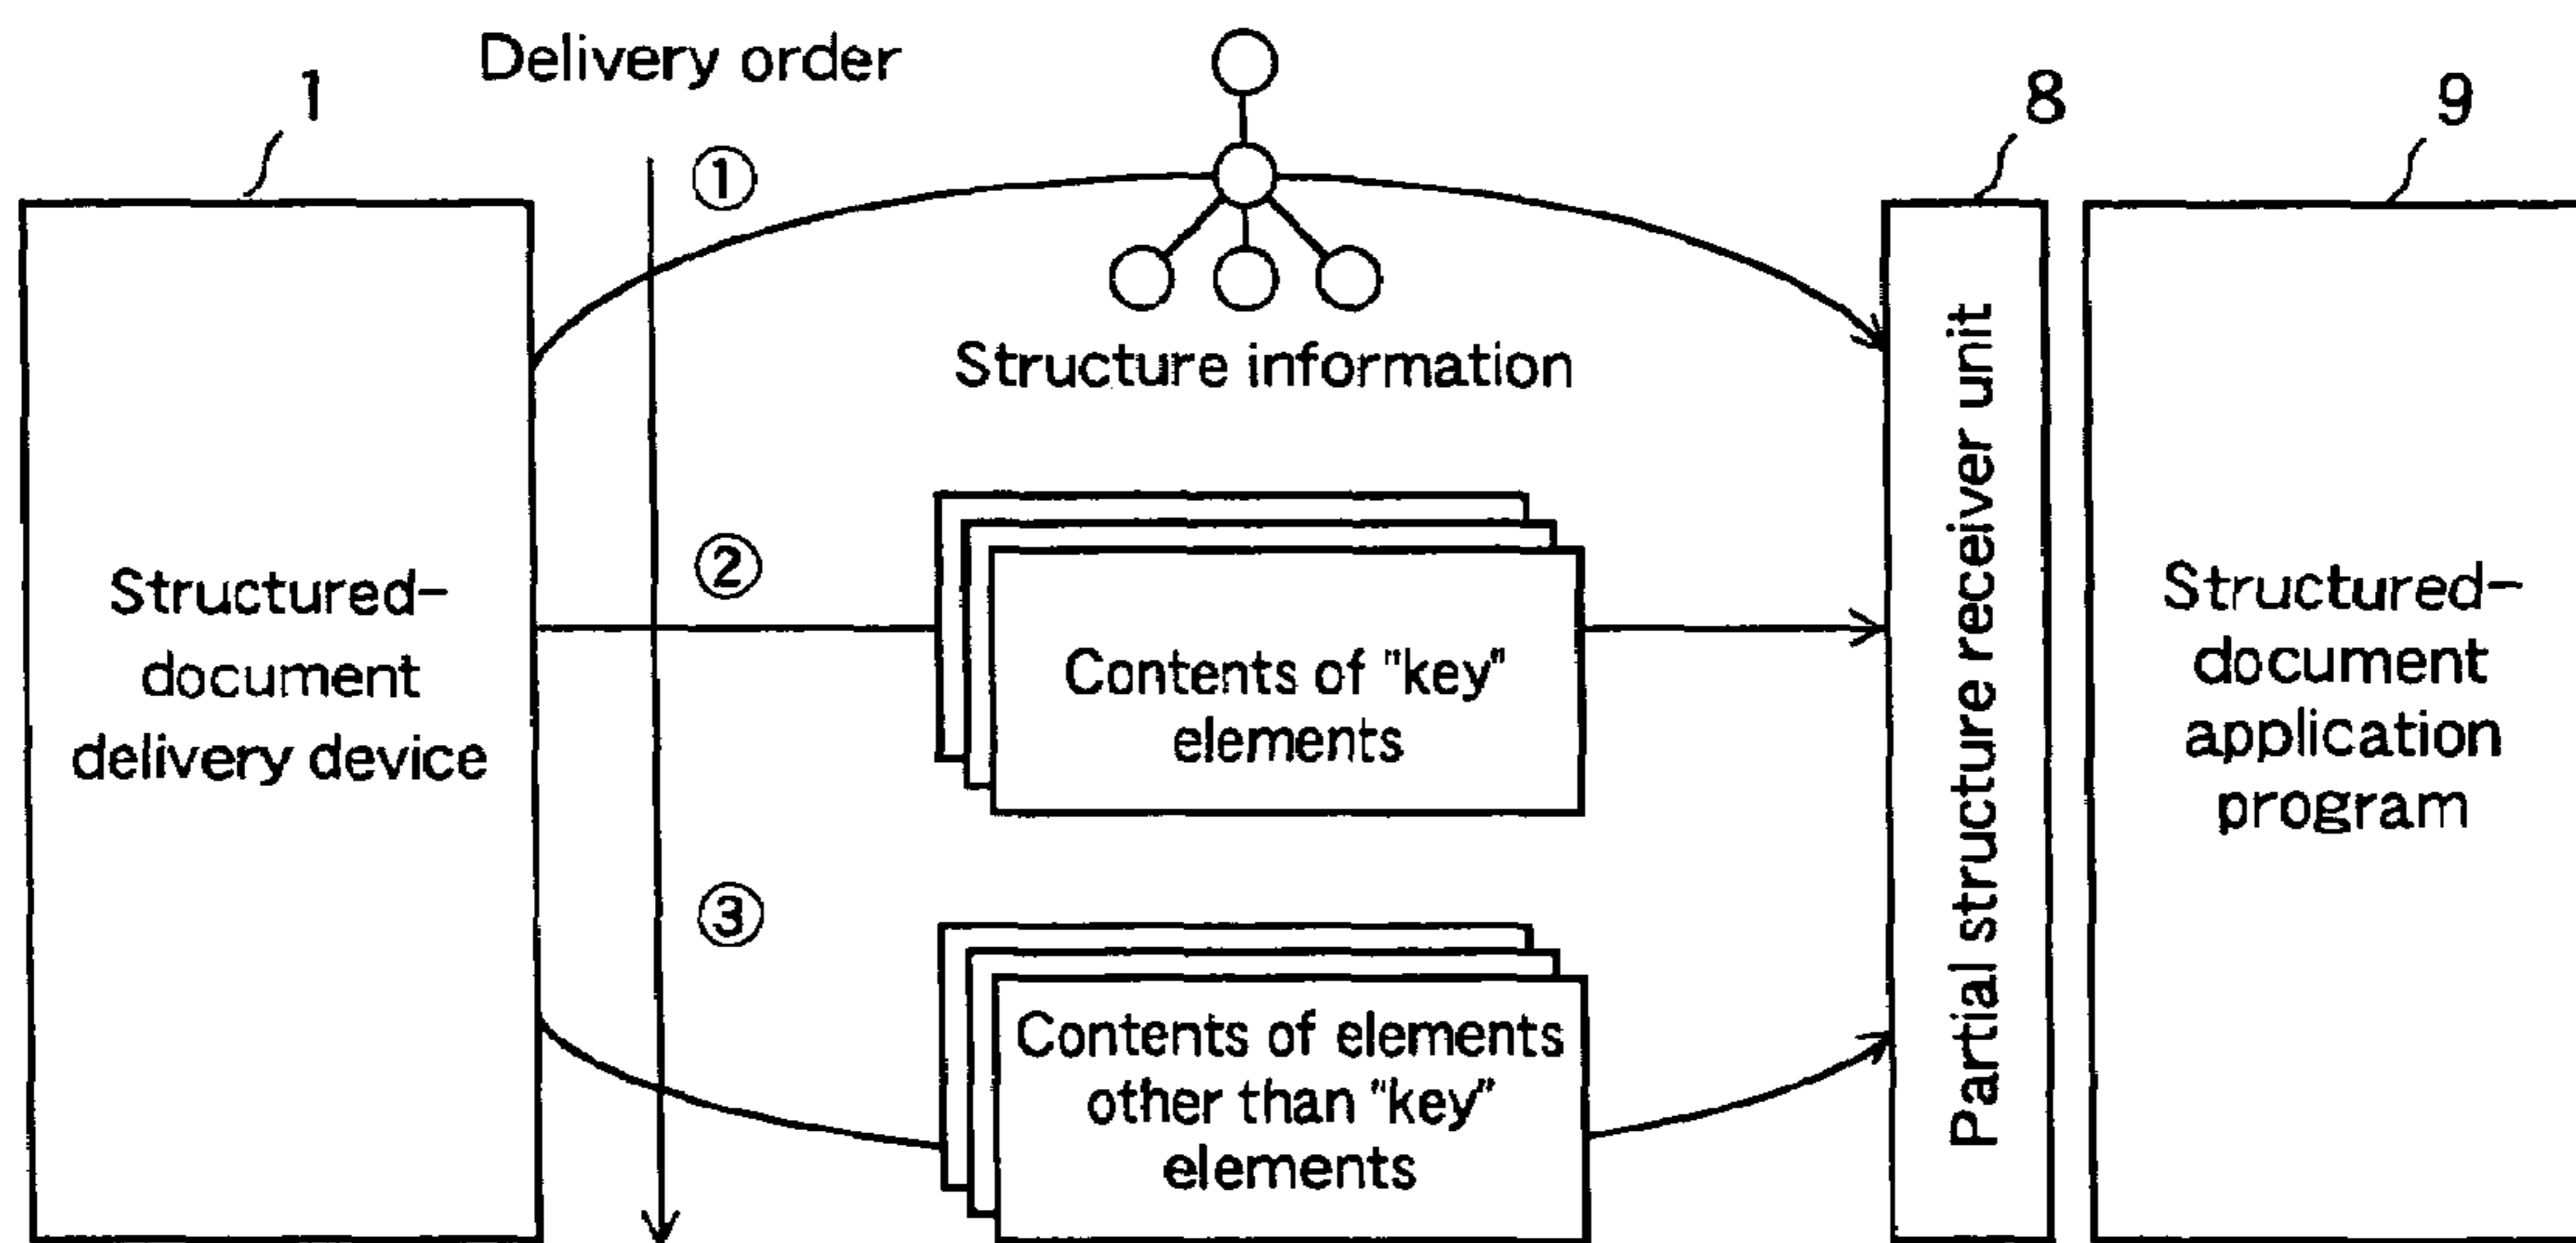 Delivery order
1
8
9
①
Structure information
Structured-
document
delivery device
②
Contents of "key"
elements
③
Contents of elements
other than "key"
elements
Partial structure receiver unit
Structured-
document
application
program